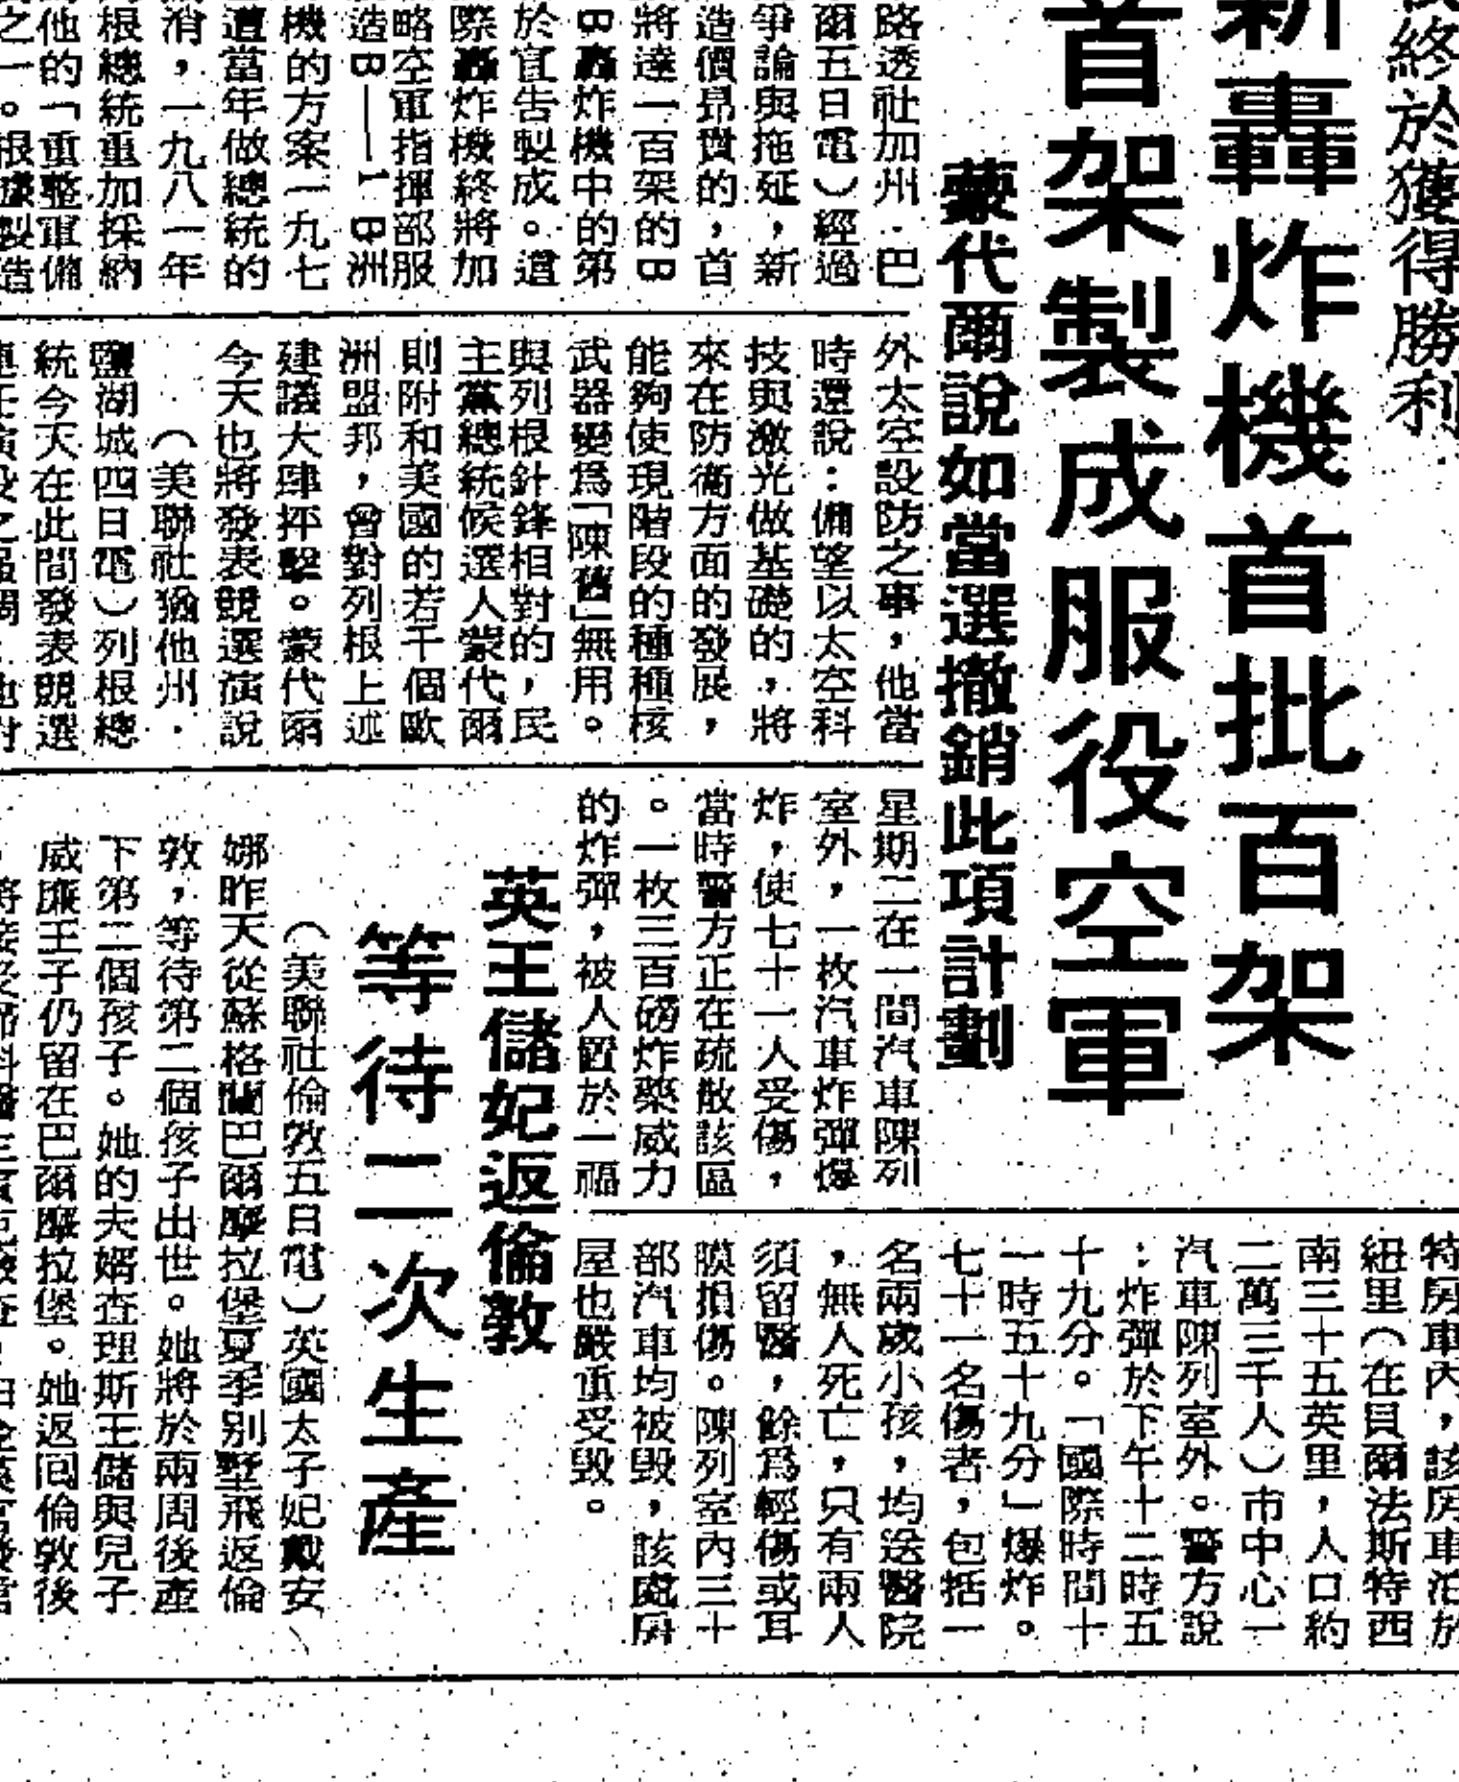 終於獲得勝利
新轟炸機首批百架
首架製成服役空軍
蒙代爾說如當選撤銷此項計劃
路透社加州·巴
爾五日電）經過
爭論與拖延，新
造價昂貴的，首
將達一百架的B
B轟炸機中的第
於宣告製成。這
際轟炸機終將加
略空軍指揮部服
造B——1B洲
機的方案一九七
遭當年做總統的
消，一九八一年
根總統重加採納
他的「重整軍備
之一。根據製造
外太空設防之事，他當
時還說：備望以太空科
技與激光做基礎的，將
來在防衛方面的發展，
能夠使現階段的種種核
武器變爲「陳舊」無用。
與列根針鋒相對的，民
主黨總統候選人蒙代爾
則附和美國的若干個歐
洲盟邦，曾對列根上述
建議大肆抨擊。蒙代爾
今天也將發表競選演說
（美聯社猶他州·
鹽湖城四日電）列根總
統今天在此間發表競選
星期二在一間汽車陳列
室外，一枚汽車炸彈爆
炸，使七十一人受傷，
當時警方正在疏散該區
。一枚三百磅炸藥威力
的炸彈，被人置於一福
特房車內，該房車泊於
紐里（在貝爾法斯特西
南三十五英里，人口約
二萬三千人）市中心一
汽車陳列室外。警方說
：炸彈於下午十二時五
十九分。「國際時間十
一時五十九分」爆炸。
七十一名傷者，包括一
名兩歲小孩，均送醫院
，無人死亡，只有兩人
須留醫，餘爲輕傷或耳
膜損傷。陳列室內三十
部汽車均被毀，該處房
屋也嚴重受毀。
英王儲妃返倫敦
等待二次生產
（美聯社倫敦五日電）英國太子妃戴安
娜昨天從蘇格蘭巴爾摩拉堡夏季別墅飛返倫
敦，等待第二個孩子出世。她將於兩周後產
下第二個孩子。她的夫婿查理斯王儲與兒子
威廉王子仍留在巴爾摩拉堡。她返回倫敦後